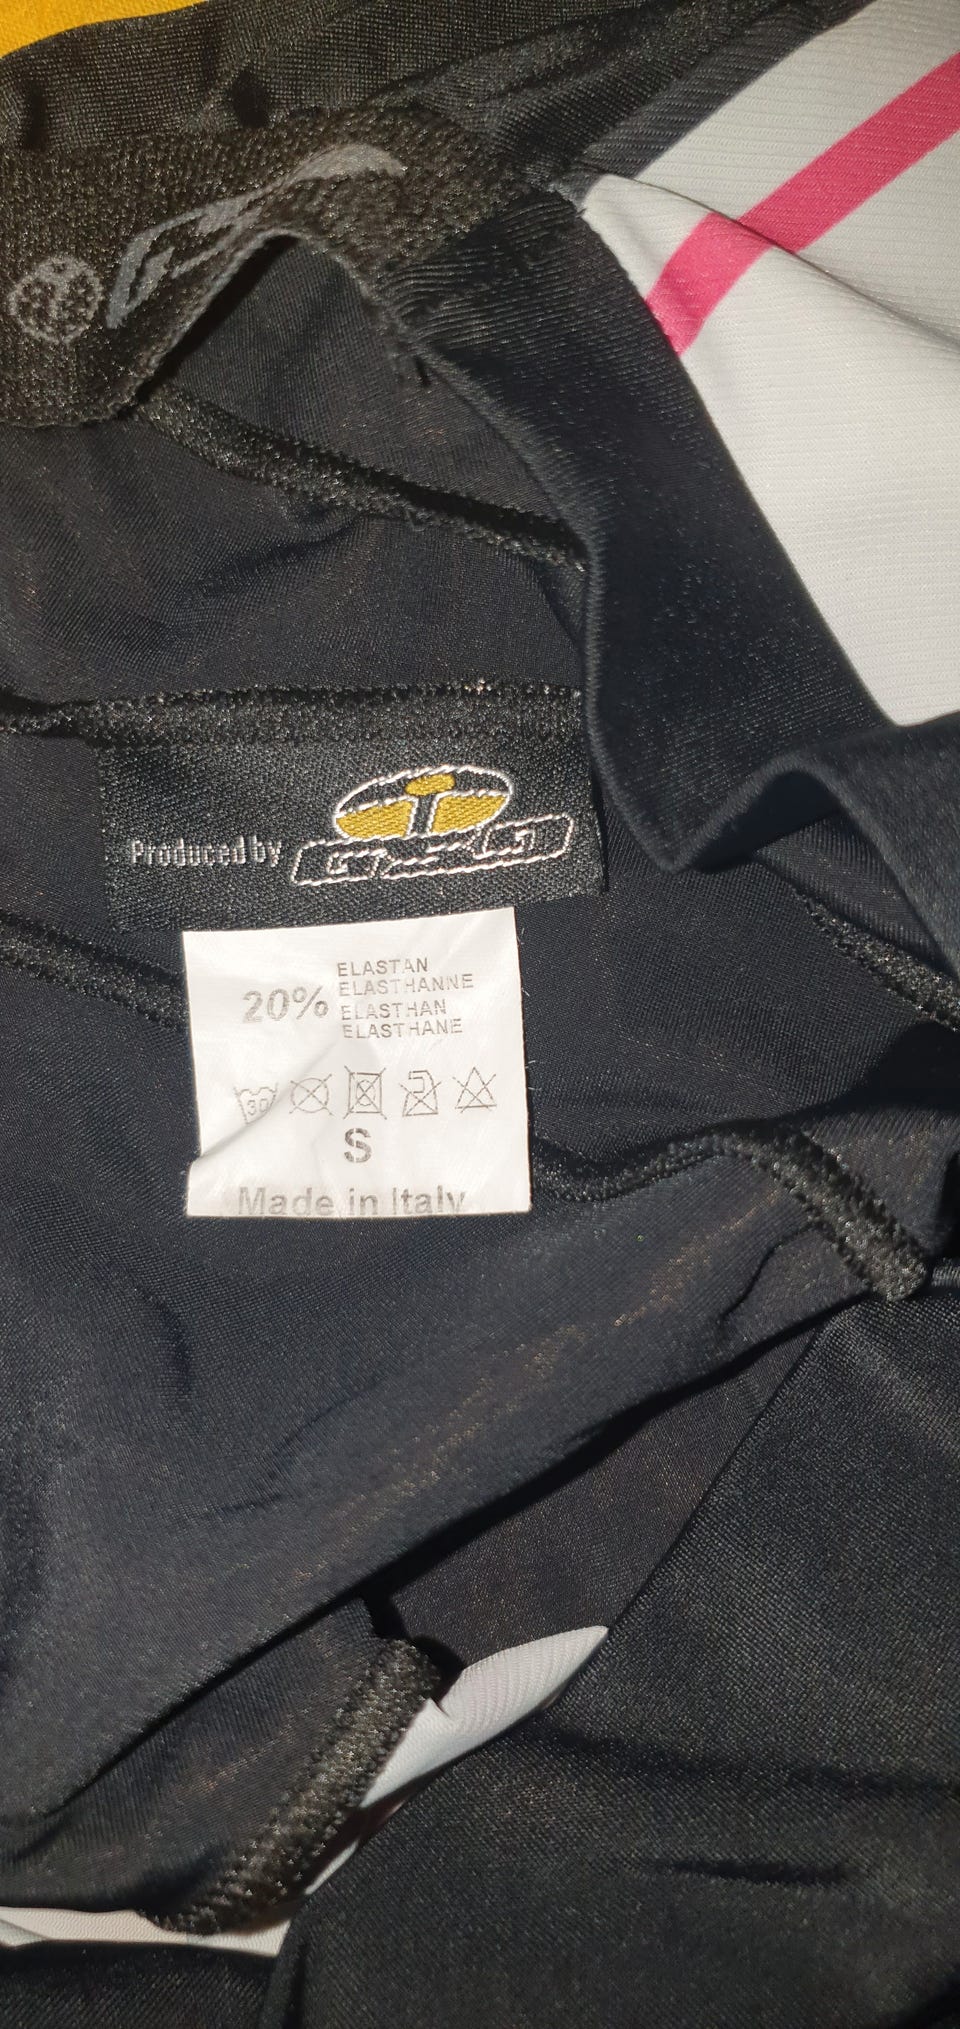 Produced by
20%
ELASTAN
ELASTHANNE
ELASTHAN
ELASTHANE
30
S
Made in Italy